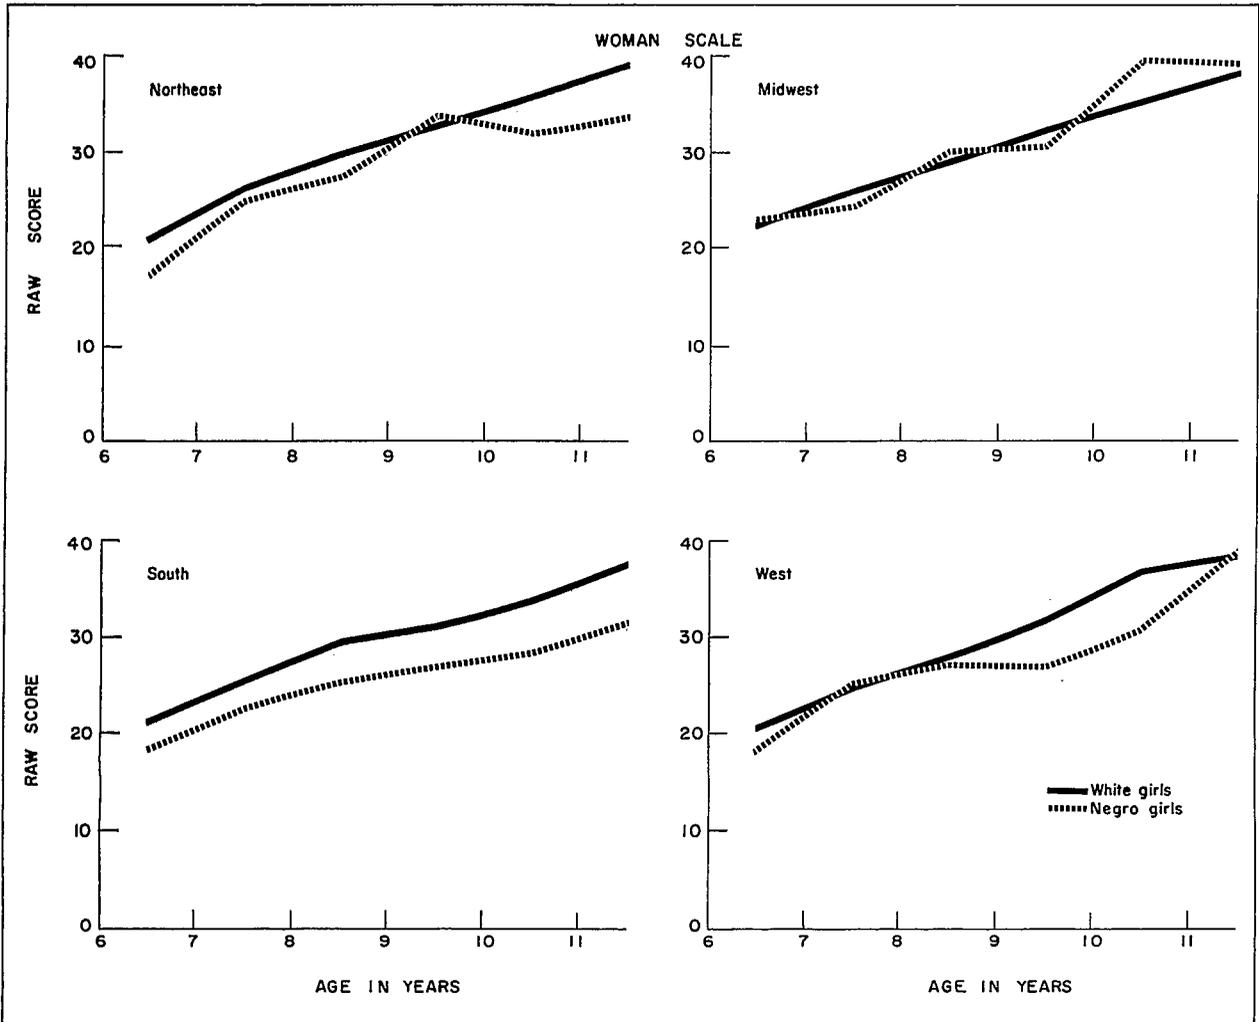 WOMAN SCALE
Northeast
RAW SCORE
40
30
20
10
0
6 7 8 9 10 11
Midwest
40
30
20
10
0
6 7 8 9 10 11
South
RAW SCORE
40
30
20
10
0
6 7 8 9 10 11
AGE IN YEARS
West
40
30
20
10
0
White girls
Negro girls
6 7 8 9 10 11
AGE IN YEARS